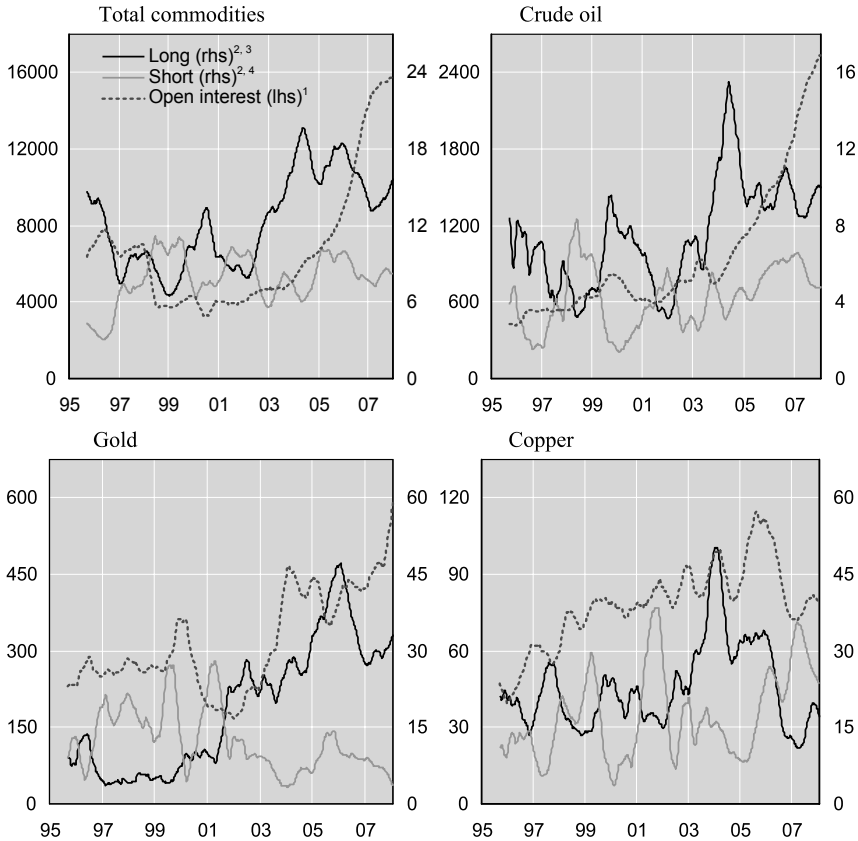 Total commodities
Crude oil
Long (rhs)2, 3
Short (rhs)2, 4
Open interest (lhs)1
16000 24 2400 16
12000 18 1800 12
8000 12 1200 8
4000 6 600 4
0 0 0 0
95 97 99 01 03 05 07 95 97 99 01 03 05 07
Gold
Copper
600 60 120 60
450 45 90 45
300 30 60 30
150 15 30 15
0 0 0 0
95 97 99 01 03 05 07 95 97 99 01 03 05 07